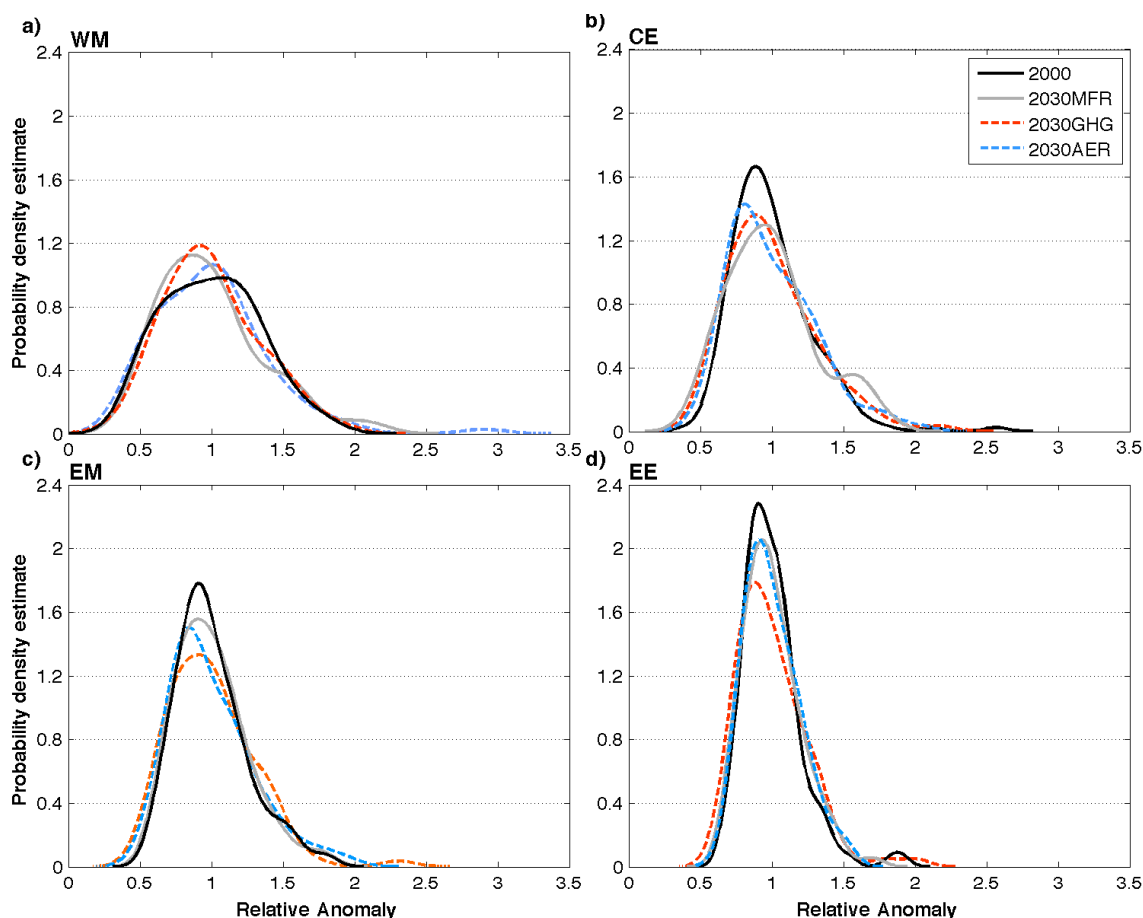 a) WM
b) CE
Probability density estimate
2.4
2
1.6
1.2
0.8
0.4
0
0 0.5 1 1.5 2 2.5 3 3.5
2.4
2
1.6
1.2
0.8
0.4
0
0 0.5 1 1.5 2 2.5 3 3.5
2000
2030MFR
2030GHG
2030AER
c) EM
d) EE
Probability density estimate
2.4
2
1.6
1.2
0.8
0.4
0
0 0.5 1 1.5 2 2.5 3 3.5
Relative Anomaly
2.4
2
1.6
1.2
0.8
0.4
0
0 0.5 1 1.5 2 2.5 3 3.5
Relative Anomaly